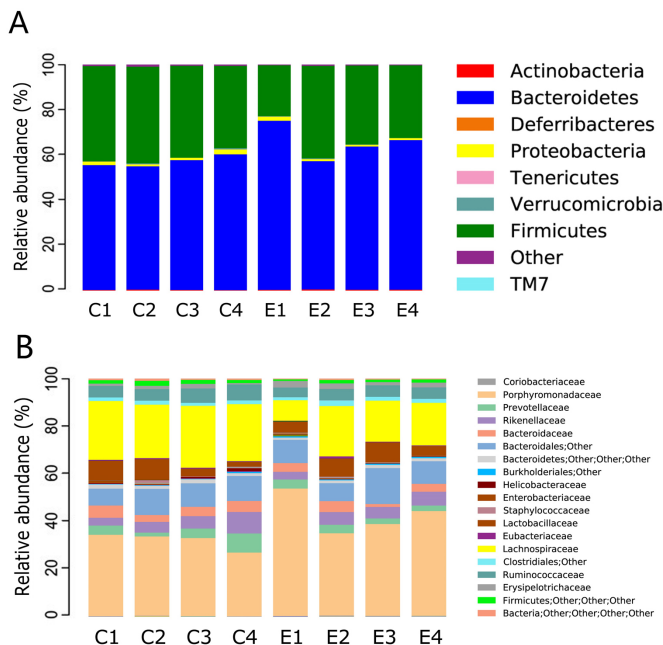 A
Relative abundance (%)
100
80
60
40
20
0
C1 C2 C3 C4 E1 E2 E3 E4
Actinobacteria
Bacteroidetes
Deferribacteres
Proteobacteria
Tenericutes
Verrucomicrobia
Firmicutes
Other
TM7
B
Relative abundance (%)
100
80
60
40
20
0
C1 C2 C3 C4 E1 E2 E3 E4
Coriobacteriaceae
Porphyromonadaceae
Prevotellaceae
Rikenellaceae
Bacteroidaceae
Bacteroidales;Other
Bacteroidetes;Other;Other;Other
Burkholderiales;Other
Helicobacteraceae
Enterobacteriaceae
Staphylococcaceae
Lactobacillaceae
Eubacteriaceae
Lachnospiraceae
Clostridiales;Other
Ruminococcaceae
Erysipelotrichaceae
Firmicutes;Other;Other;Other
Bacteria;Other;Other;Other;Other